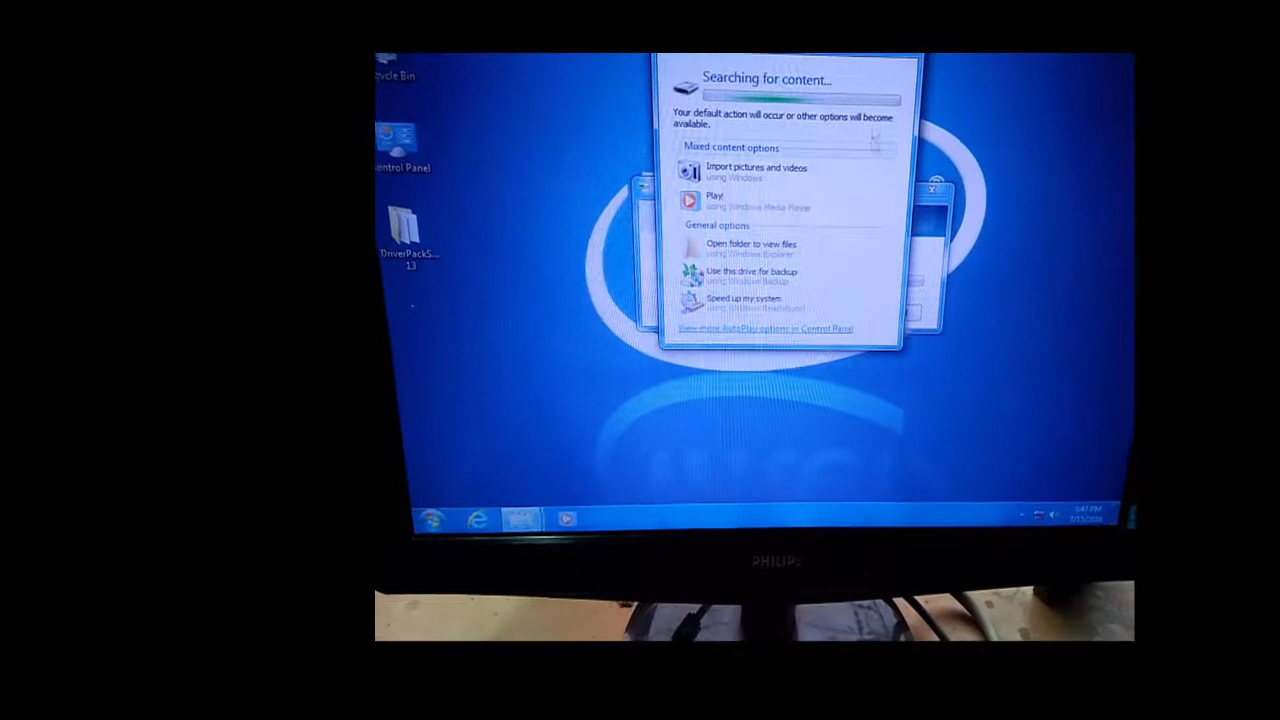 Searching for content...
Your default action will occur or other options will become
available.
Mixed content options
Import pictures and videos
using Windows
Play
using Windows Media Player
General options
Open folder to view files
using Windows Explorer
Use this drive for backup
using Windows Backup
Speed up my system
using Windows ReadyBoost
View more AutoPlay options in Control Panel
ycle Bin
ontrol Panel
DriverPackS...
13
5:47 PM
PHILIPS